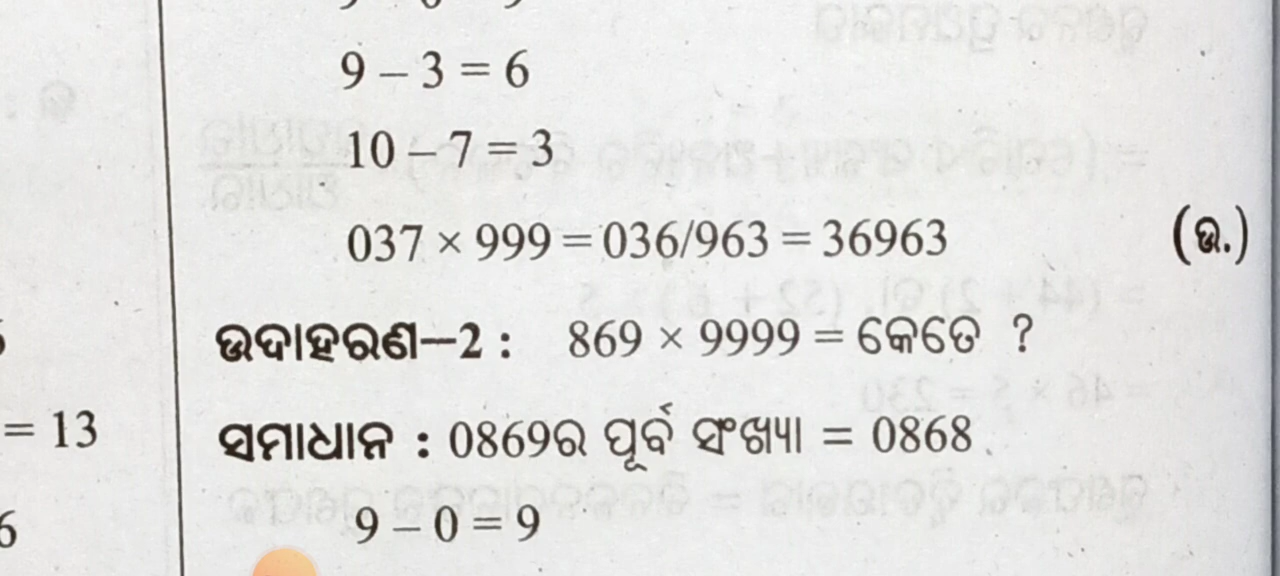 9 – 3 = 6
10 – 7 = 3
037 × 999 = 036/963 = 36963 (ଉ.)
ଉଦାହରଣ–2 : 869 × 9999 = କେତେ ?
= 13
ସମାଧାନ : 0869ର ପୂର୍ବ ସଂଖ୍ୟା = 0868
6
9 – 0 = 9